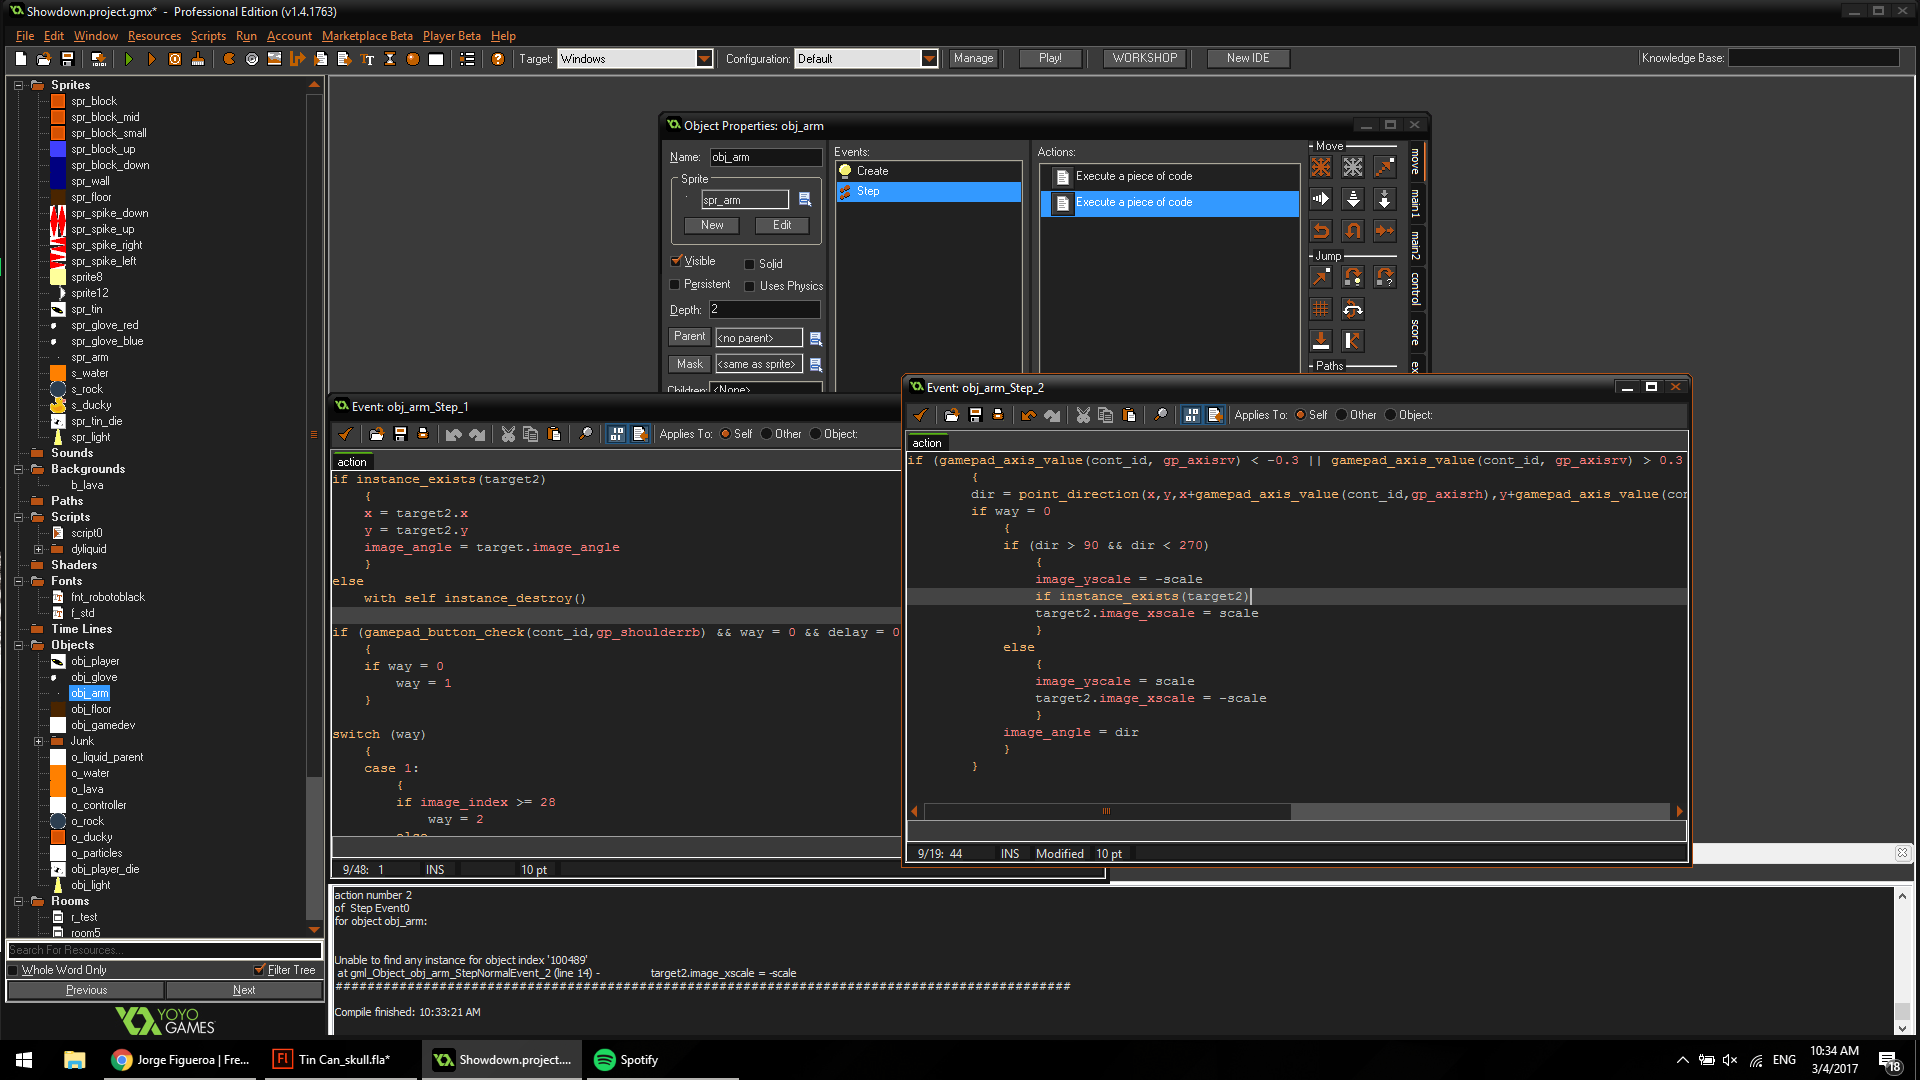 Showdown.project.gmx* - Professional Edition (v1.4.1763)
File Edit Window Resources Scripts Run Account Marketplace Beta Player Beta Help
Target: Windows Configuration: Default Manage Play! WORKSHOP New IDE Knowledge Base:
Sprites
spr_block
spr_block_mid
spr_block_small
spr_block_up
spr_block_down
spr_wall
spr_floor
spr_spike_down
spr_spike_up
spr_spike_right
spr_spike_left
sprite8
sprite12
spr_tin
spr_glove_red
spr_glove_blue
spr_arm
s_water
s_rock
s_ducky
spr_tin_die
spr_light
Sounds
Backgrounds
b_lava
Paths
Scripts
script0
dyliquid
Shaders
Fonts
fnt_robotoblack
f_std
Time Lines
Objects
obj_player
obj_glove
obj_arm
obj_floor
obj_gamedev
Junk
o_liquid_parent
o_water
o_lava
o_controller
o_rock
o_ducky
o_particles
obj_player_die
obj_light
Rooms
r_test
room5
Search For Resources...
Whole Word Only Filter Tree
Previous Next
YOYO
GAMES
Object Properties: obj_arm
Name: obj_arm
Sprite
spr_arm
New Edit
Visible Solid
Persistent Uses Physics
Depth: 2
Parent <no parent>
Mask <same as sprite>
Children <None>
Events:
Create
Step
Actions:
Execute a piece of code
Execute a piece of code
Move
Jump
Paths
move
main1
main2
control
score
Event: obj_arm_Step_1
Applies To: Self Other Object:
action
if instance_exists(target2)
{
x = target2.x
y = target2.y
image_angle = target.image_angle
}
else
with self instance_destroy()
if (gamepad_button_check(cont_id,gp_shoulderrb) && way = 0 && delay = 0
{
if way = 0
way = 1
}
switch (way)
{
case 1:
{
if image_index >= 28
way = 2
else
9/48: 1 INS 10 pt
Event: obj_arm_Step_2
Applies To: Self Other Object:
action
if (gamepad_axis_value(cont_id, gp_axisrv) < -0.3 || gamepad_axis_value(cont_id, gp_axisrv) > 0.3
{
dir = point_direction(x,y,x+gamepad_axis_value(cont_id,gp_axisrh),y+gamepad_axis_value(con
if way = 0
{
if (dir > 90 && dir < 270)
{
image_yscale = -scale
if instance_exists(target2)
target2.image_xscale = scale
}
else
{
image_yscale = scale
target2.image_xscale = -scale
}
image_angle = dir
}
}
9/19: 44 INS Modified 10 pt
action number 2
of Step Event0
for object obj_arm:
Unable to find any instance for object index '100489'
at gml_Object_obj_arm_StepNormalEvent_2 (line 14) - target2.image_xscale = -scale
############################################################################################
Compile finished: 10:33:21 AM
Jorge Figueroa | Fre...
Tin Can_skull.fla*
Showdown.project....
Spotify
ENG
10:34 AM
3/4/2017
18